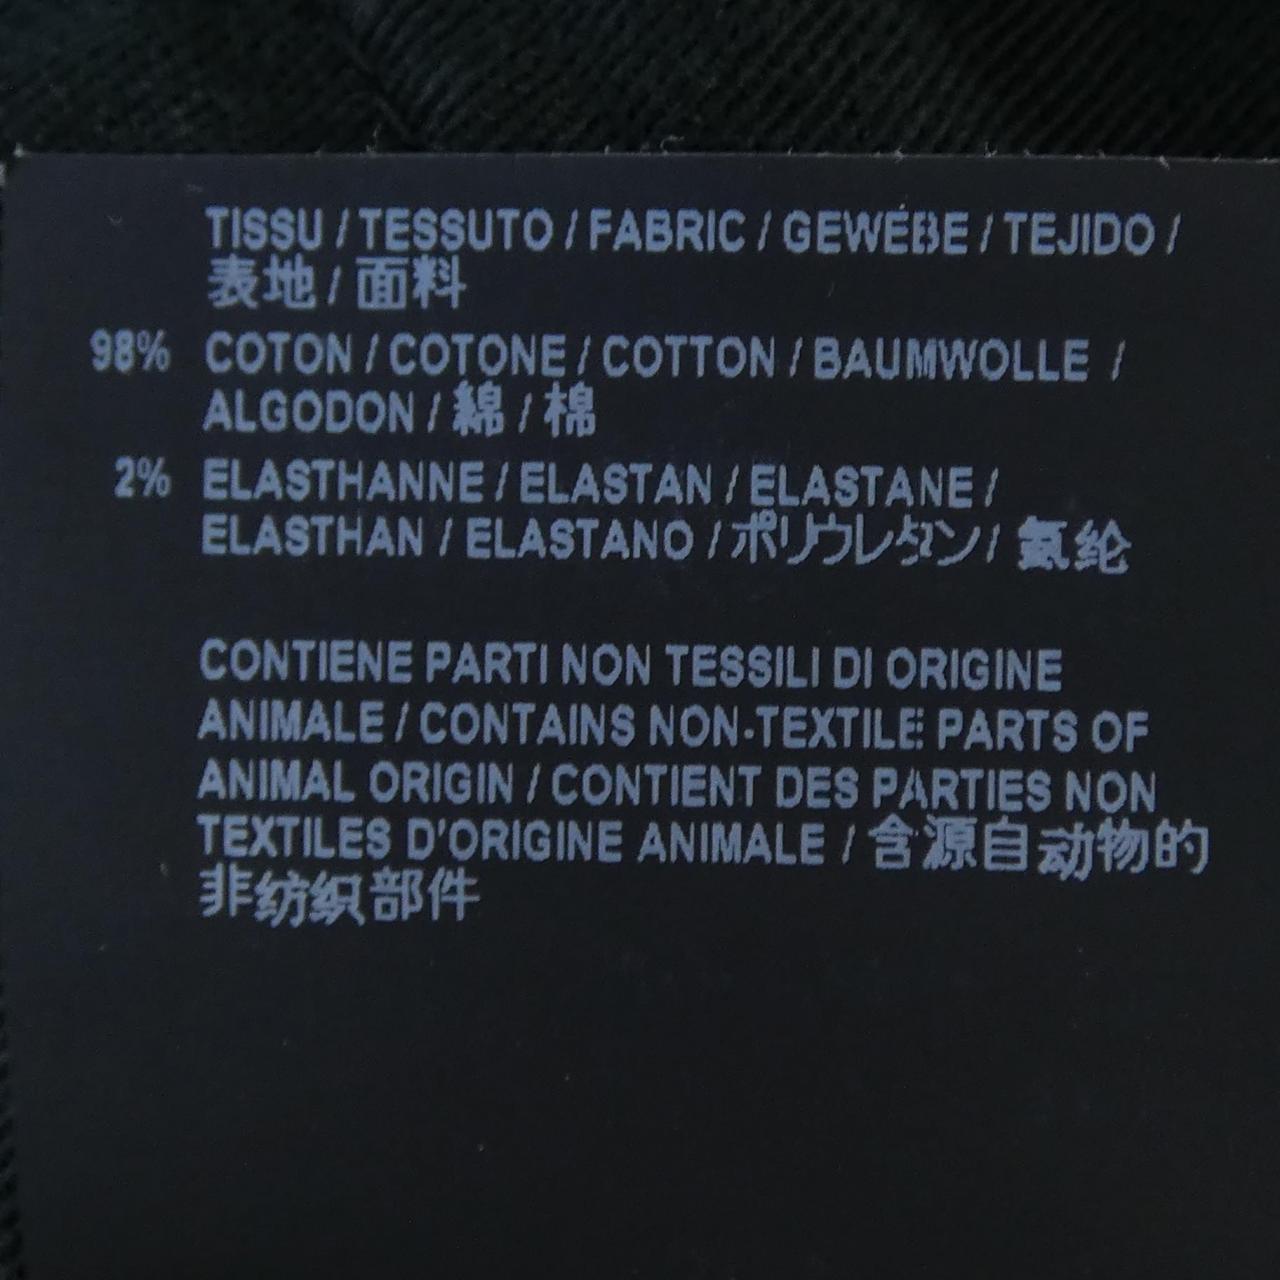 TISSU / TESSUTO / FABRIC / GEWEBE / TEJIDO /
表地 / 面料
98% COTON / COTONE / COTTON / BAUMWOLLE /
ALGODON / 綿 / 棉
2% ELASTHANNE / ELASTAN / ELASTANE /
ELASTHAN / ELASTANO / ポリウレタン / 氨纶
CONTIENE PARTI NON TESSILI DI ORIGINE
ANIMALE / CONTAINS NON-TEXTILE PARTS OF
ANIMAL ORIGIN / CONTIENT DES PARTIES NON
TEXTILES D'ORIGINE ANIMALE / 含源自动物的
非纺织部件